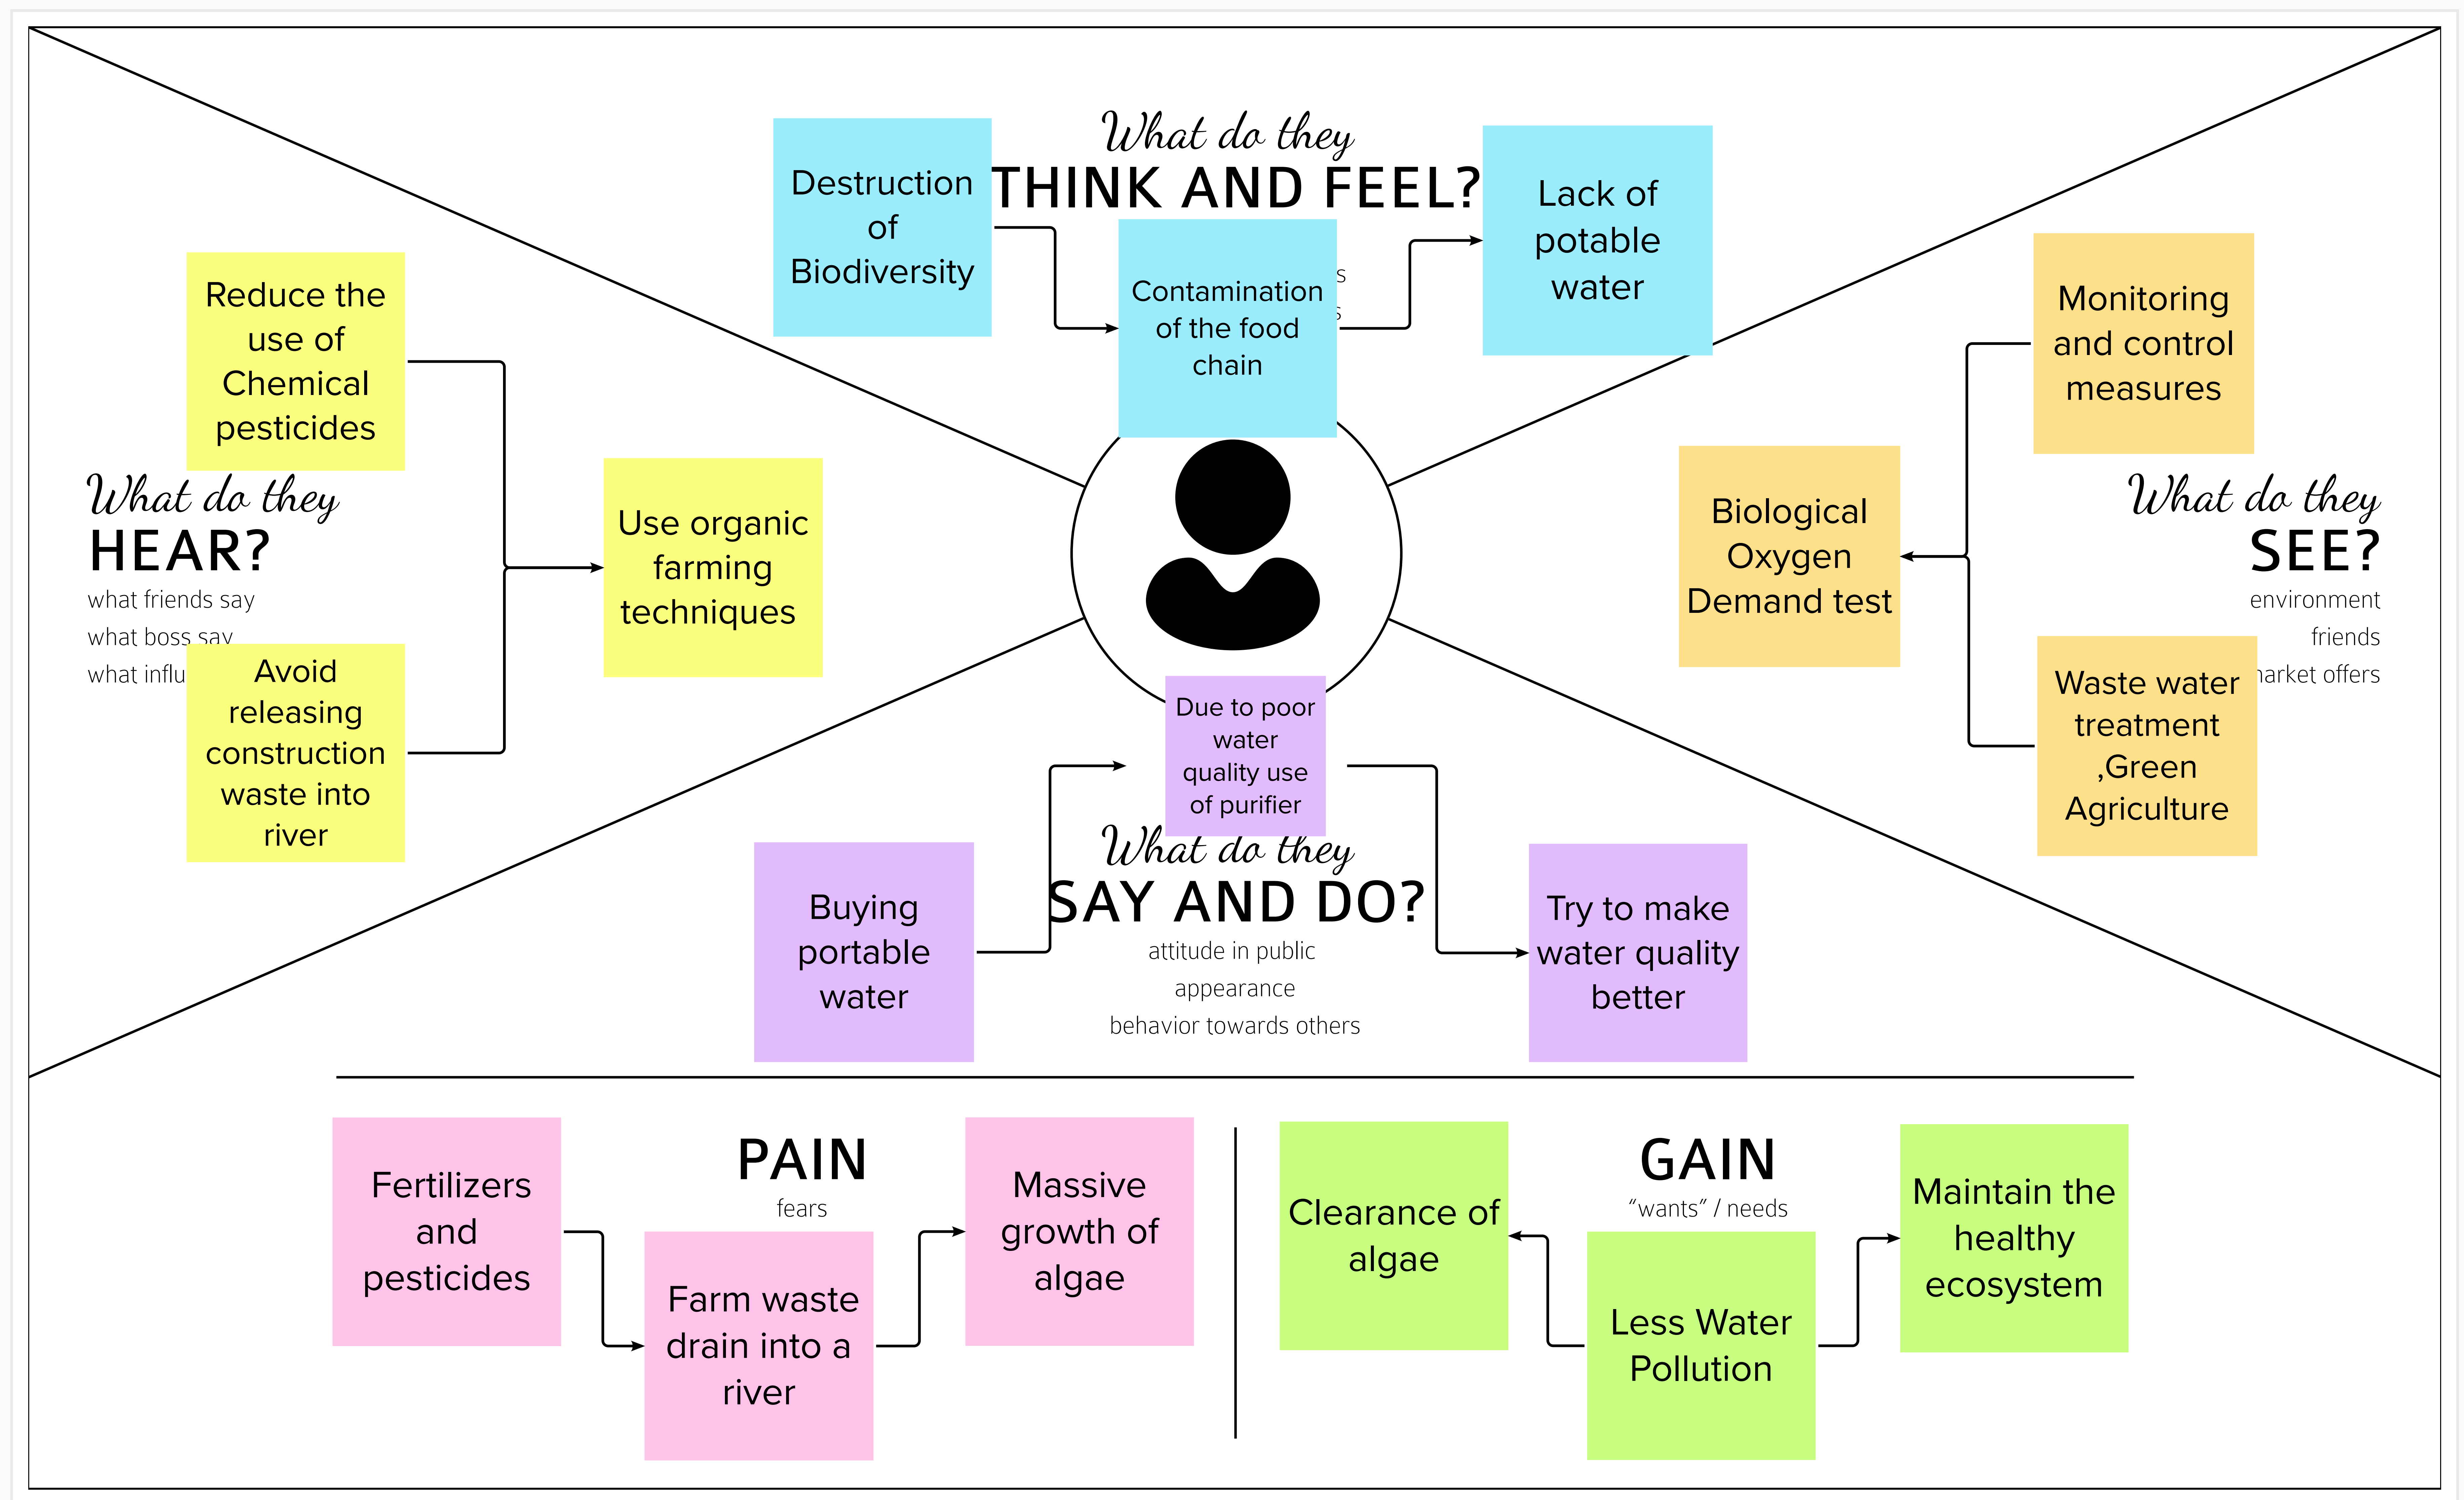 What do they
THINK AND FEEL?
Destruction
of
Biodiversity
Contamination
of the food
chain
Lack of
potable
water
Reduce the
use of
Chemical
pesticides
What do they
HEAR?
what friends say
what boss say
what
Avoid
releasing
construction
waste into
river
Use organic
farming
techniques
Monitoring
and control
measures
Biological
Oxygen
Demand test
What do they
SEE?
environment
friends
offers
Waste water
treatment
,Green
Agriculture
Due to poor
water
quality use
of purifier
What do they
SAY AND DO?
attitude in public
appearance
behavior towards others
Buying
portable
water
Try to make
water quality
better
PAIN
fears
Fertilizers
and
pesticides
Farm waste
drain into a
river
Massive
growth of
algae
GAIN
“wants” / needs
Clearance of
algae
Less Water
Pollution
Maintain the
healthy
ecosystem